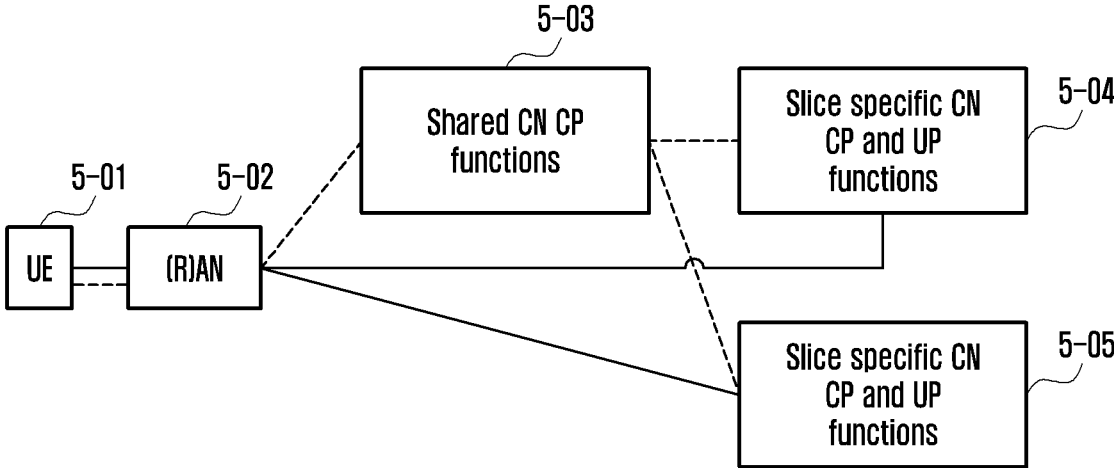 5-03
Shared CN CP
functions
5-04
Slice specific CN
CP and UP
functions
5-01
UE
5-02
(R)AN
5-05
Slice specific CN
CP and UP
functions